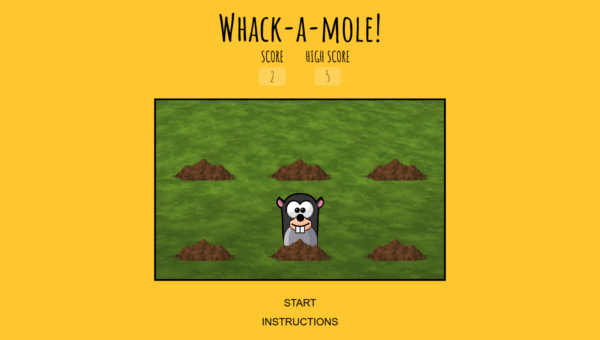 Whack-a-mole!
SCORE HIGH SCORE
2 5
START
INSTRUCTIONS